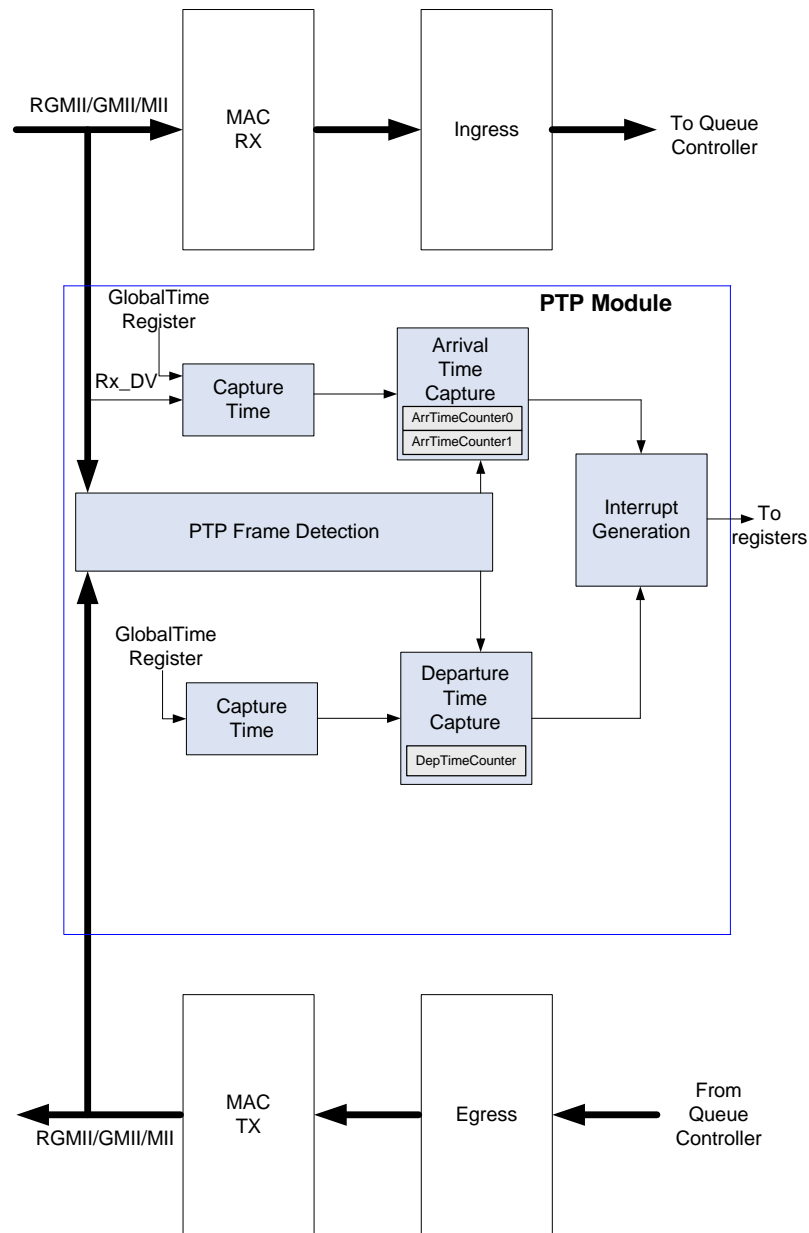 RGMII/GMII/MII
MAC
RX
Ingress
To Queue
Controller
PTP Module
GlobalTime
Register
Rx_DV
Capture
Time
Arrival
Time
Capture
ArrTimeCounter0
ArrTimeCounter1
PTP Frame Detection
Interrupt
Generation
To
registers
GlobalTime
Register
Capture
Time
Departure
Time
Capture
DepTimeCounter
RGMII/GMII/MII
MAC
TX
Egress
From
Queue
Controller